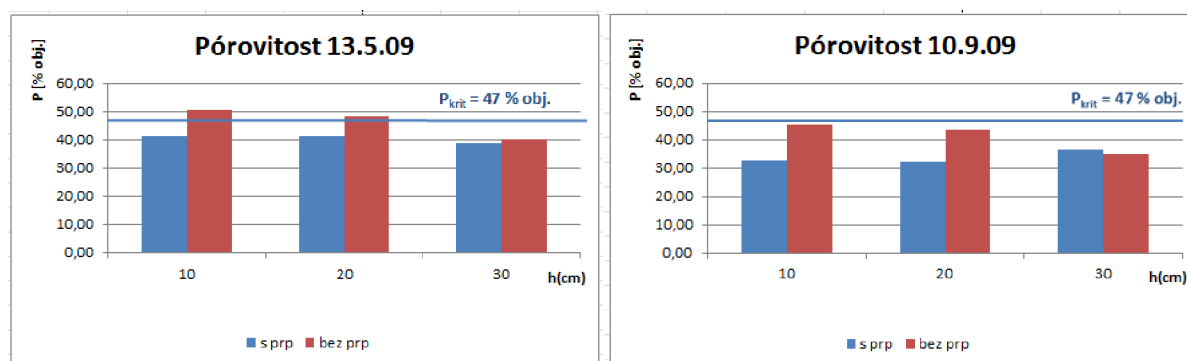 Pórovitost 13.5.09
P [% obj.]
60,00
50,00
40,00
30,00
20,00
10,00
0,00
P krit = 47 % obj.
10
20
30
h(cm)
s prp
bez prp
Pórovitost 10.9.09
P [% obj.]
60,00
50,00
40,00
30,00
20,00
10,00
0,00
P krit = 47 % obj.
10
20
30
h(cm)
s prp
bez prp